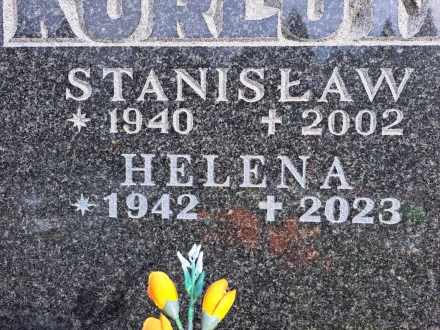 STANISŁAW
* 1940 ✝ 2002
HELENA
* 1942 ✝ 2023